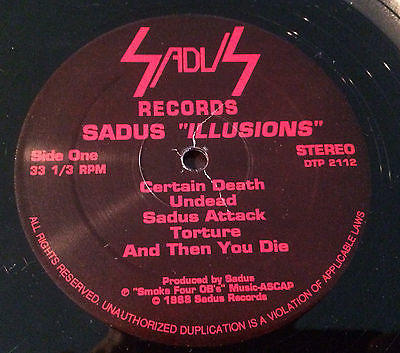 SADUS
RECORDS
SADUS "ILLUSIONS"
Side One
33 1/3 RPM
STEREO
DTP 2112
Certain Death
Undead
Sadus Attack
Torture
And Then You Die
Produced by Sadus
℗ "Smoke Four OB's" Music-ASCAP
© 1988 Sadus Records
ALL RIGHTS RESERVED. UNAUTHORIZED DUPLICATION IS A VIOLATION OF APPLICABLE LAWS